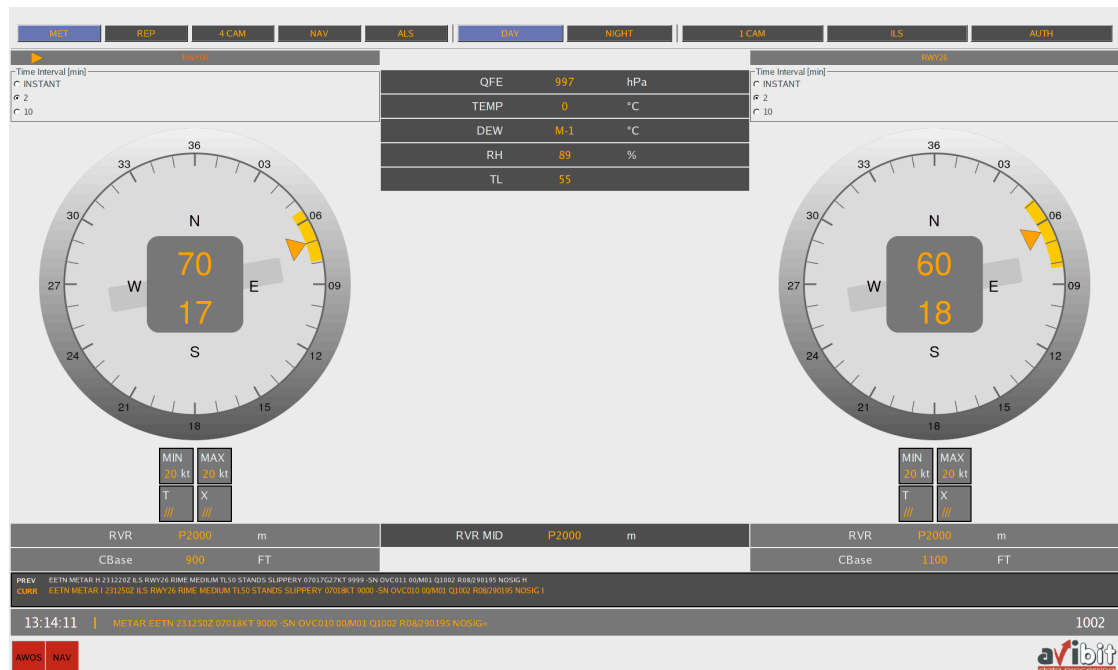 MET REP 4 CAM NAV ALS DAY NIGHT 1 CAM ILS AUTH
RWY08 RWY26
Time Interval [min]
INSTANT
2
10
QFE 997 hPa
TEMP 0 °C
DEW M-1 °C
RH 89 %
TL 55
Time Interval [min]
INSTANT
2
10
36
33 03
30 N 06
70
27 W E 09
17
24 S 12
21 15
18
MIN MAX
20 kt 20 kt
T X
/// ///
36
33 03
30 N 06
60
27 W E 09
18
24 S 12
21 15
18
MIN MAX
20 kt 20 kt
T X
/// ///
RVR P2000 m RVR MID P2000 m RVR P2000 m
CBase 900 FT CBase 1100 FT
PREV EETN METAR H 231220Z ILS RWY26 RIME MEDIUM TL50 STANDS SLIPPERY 07017G27KT 9999 -SN OVC011 00/M01 Q1002 R08/290195 NOSIG H
CURR EETN METAR I 231250Z ILS RWY26 RIME MEDIUM TL50 STANDS SLIPPERY 07018KT 9000 -SN OVC010 00/M01 Q1002 R08/290195 NOSIG I
13:14:11 | METAR EETN 231250Z 07018KT 9000 -SN OVC010 00/M01 Q1002 R08/290195 NOSIG= 1002
AWOS NAV avibit